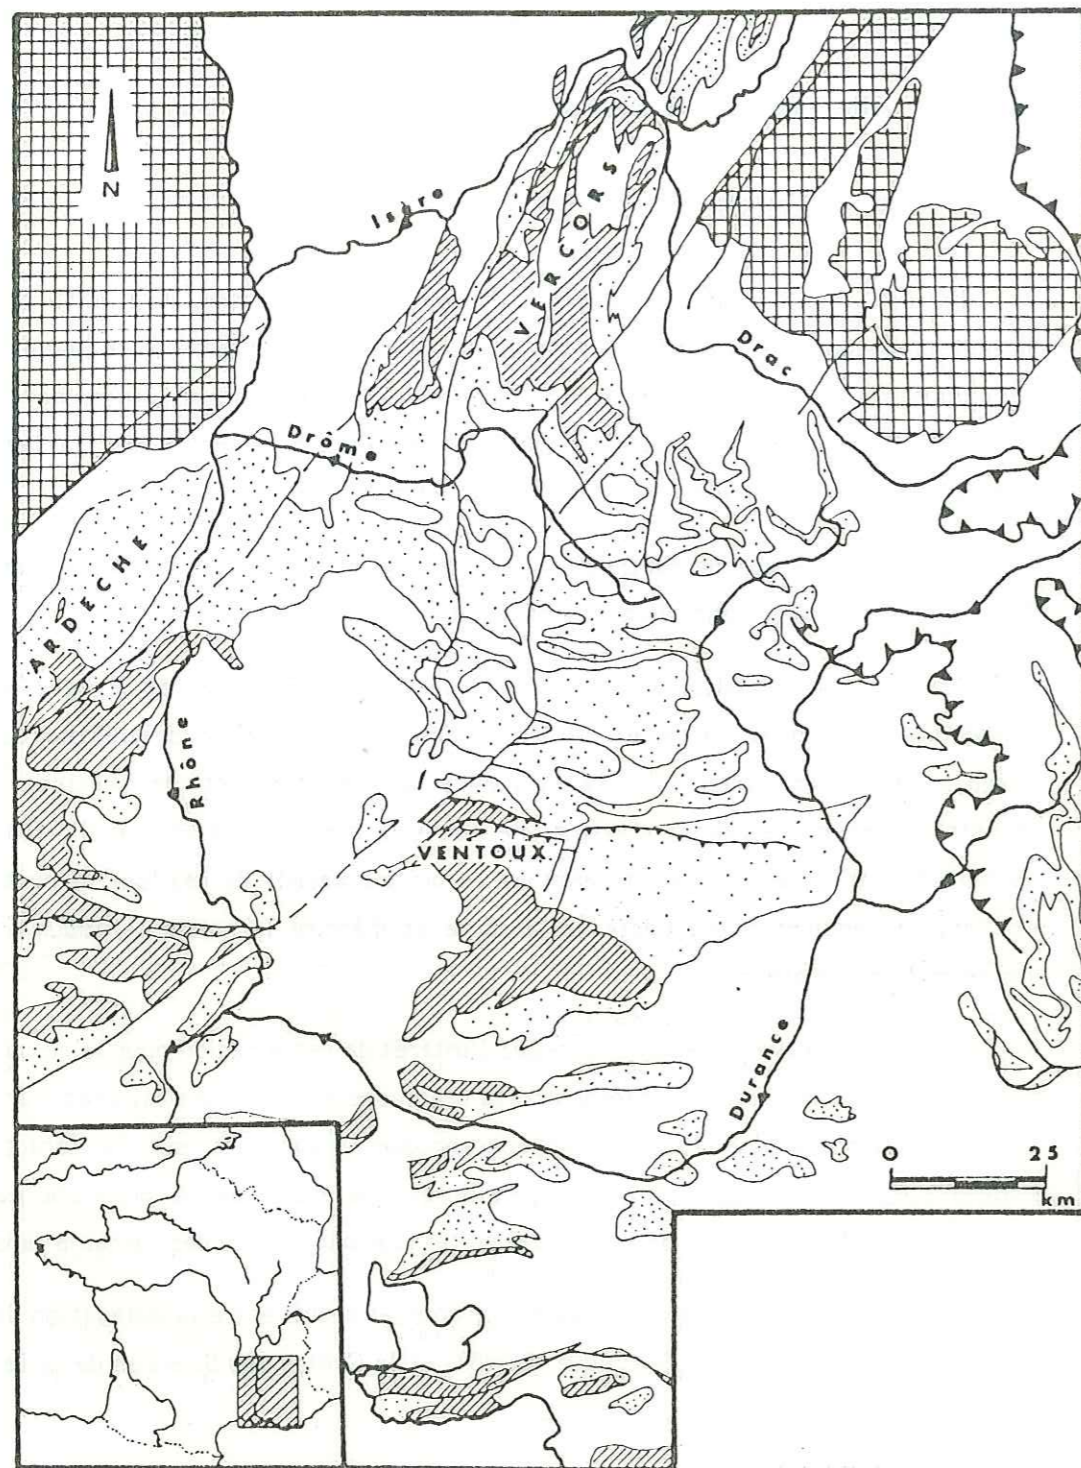 N
Isère
VERCORS
Drac
Drôme
ARDECHE
Rhône
VENTOUX
Durance
0 25
km